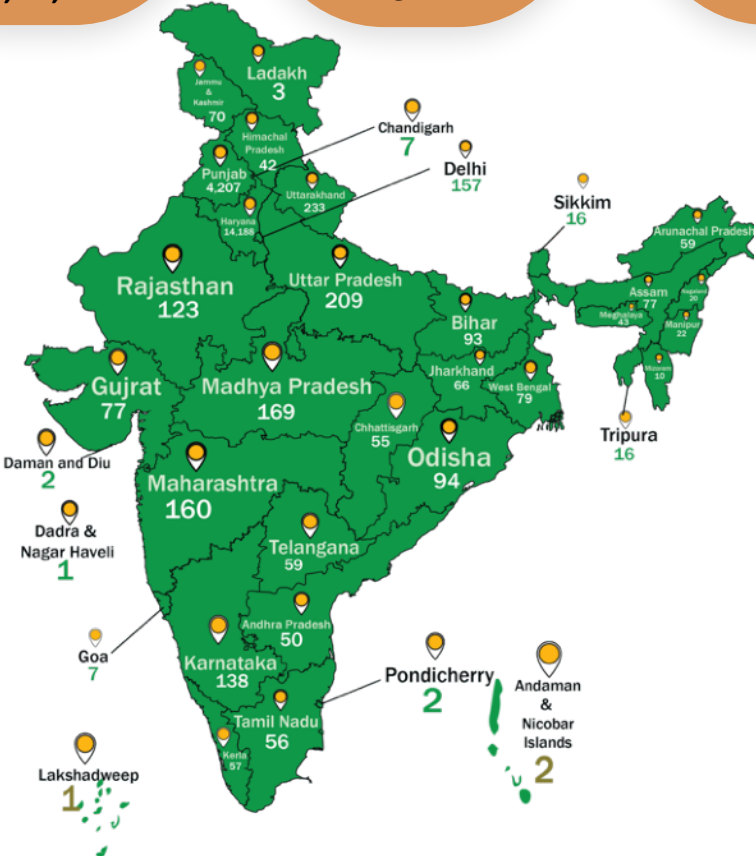 Ladakh
3
Jammu
&
Kashmir
70
Himachal
Pradesh
42
Chandigarh
7
Punjab
4,207
Delhi
157
Uttarakhand
233
Haryana
14,188
Sikkim
16
Arunachal Pradesh
59
Rajasthan
123
Uttar Pradesh
209
Assam
77
Nagaland
20
Meghalaya
43
Manipur
22
Bihar
93
Gujrat
77
Madhya Pradesh
169
Jharkhand
66
West Bengal
79
Mizoram
10
Chhattisgarh
55
Tripura
16
Daman and Diu
2
Odisha
94
Maharashtra
160
Dadra &
Nagar Haveli
1
Telangana
59
Andhra Pradesh
50
Goa
7
Karnataka
138
Pondicherry
2
Andaman
&
Nicobar
Islands
2
Tamil Nadu
56
Kerla
57
Lakshadweep
1